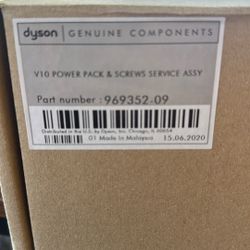 dyson GENUINE COMPONENTS
V10 POWER PACK & SCREWS SERVICE ASSY
Part number : 969352-09
Distributed in the U.S. by Dyson, Inc. Chicago, IL 60654
01 Made in Malaysia 15.06.2020